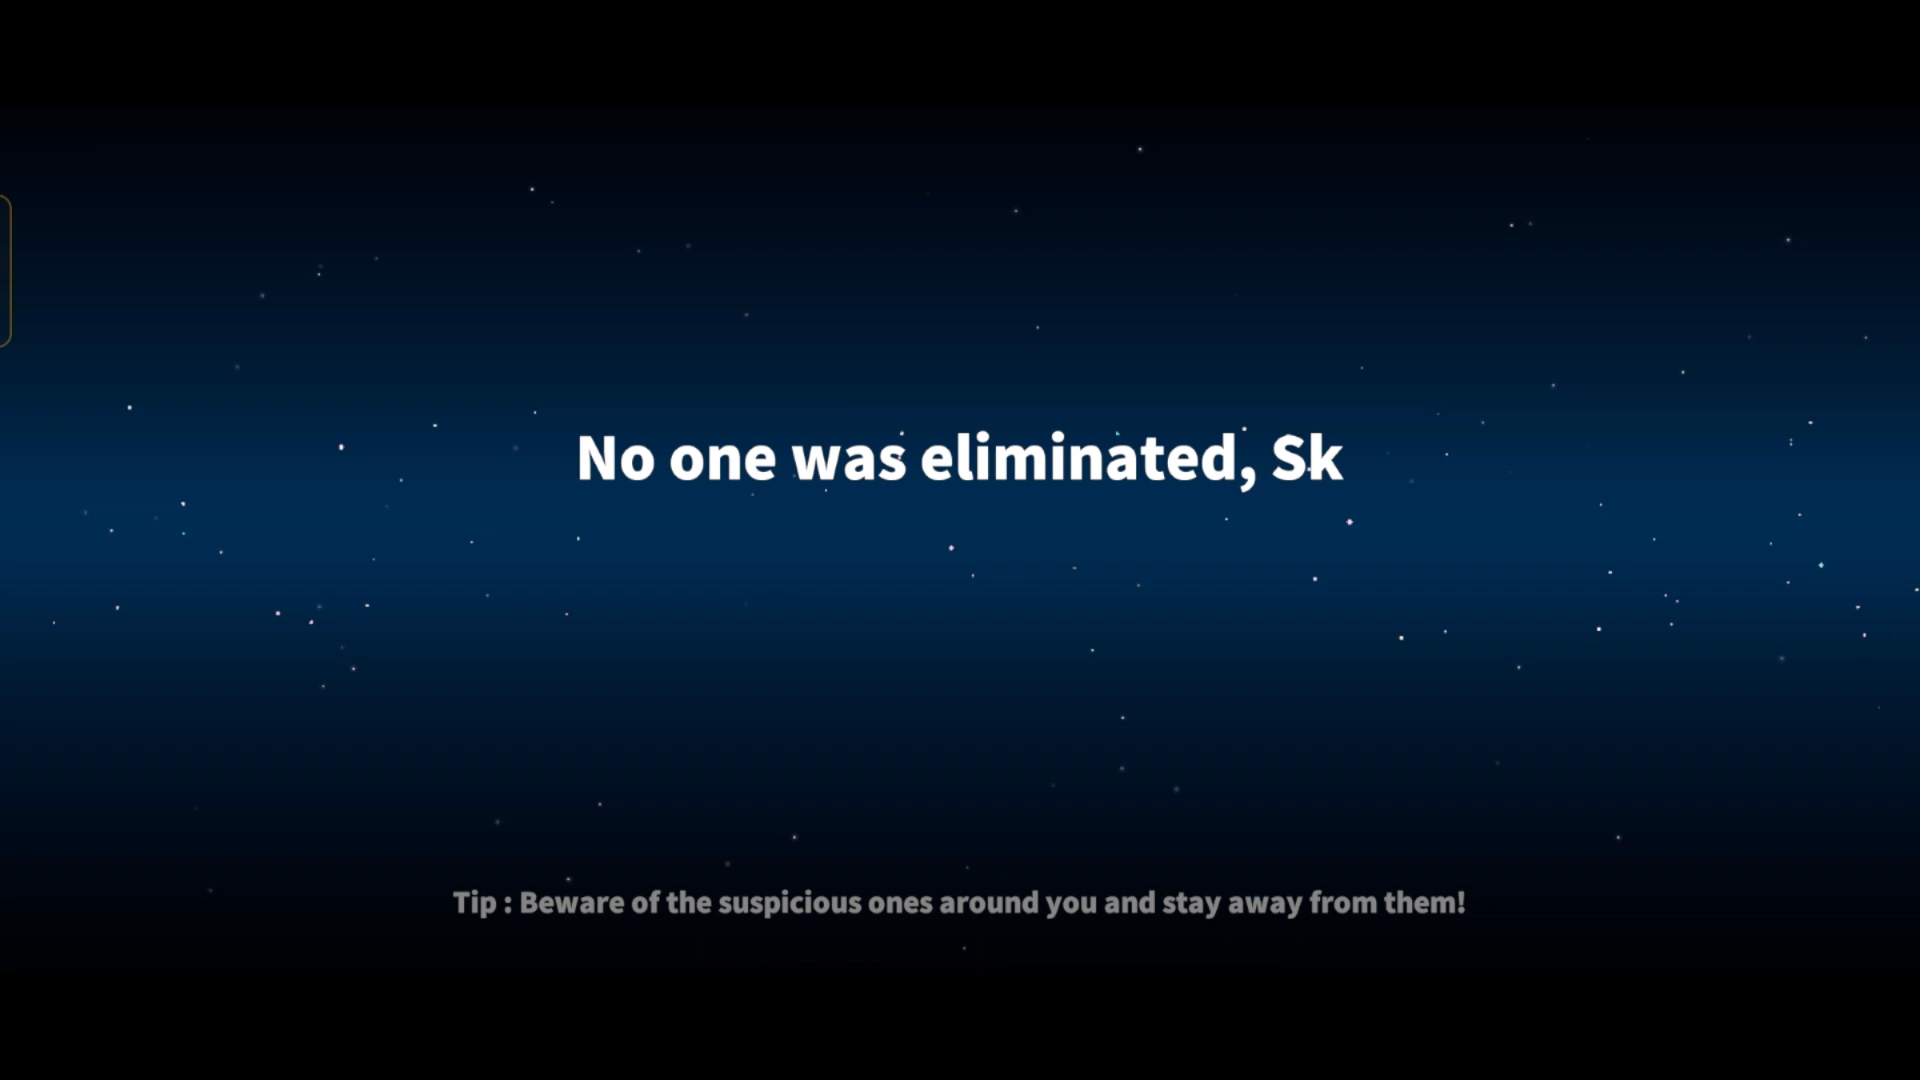 No one was eliminated, Sk
Tip : Beware of the suspicious ones around you and stay away from them!